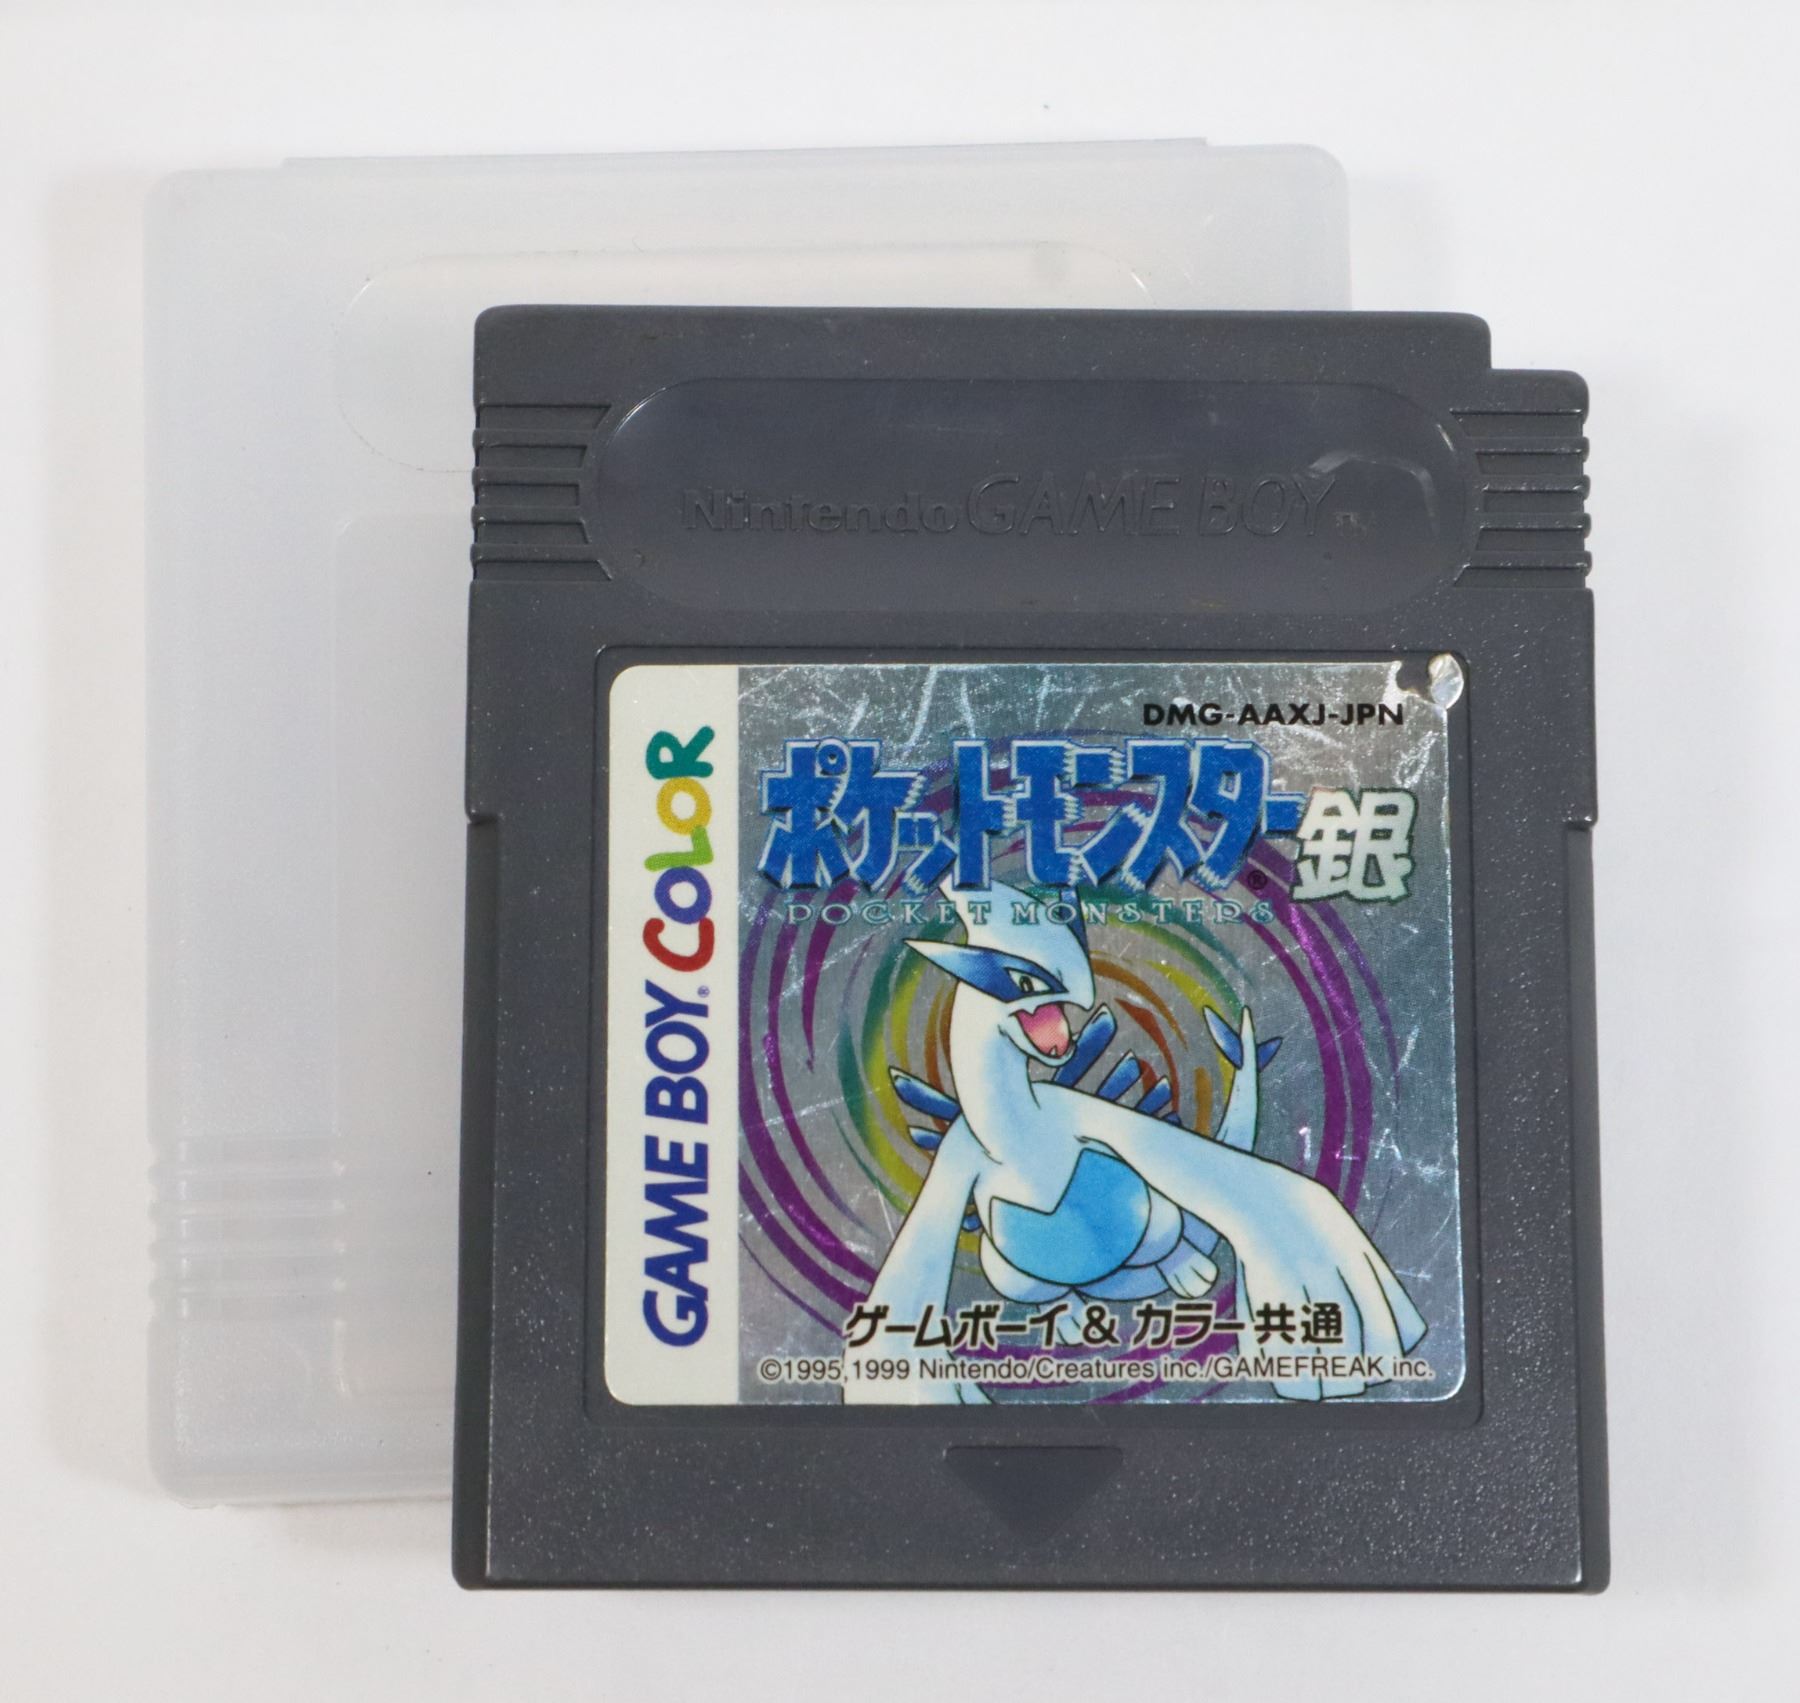 Nintendo GAME BOY™
GAME BOY® COLOR
DMG-AAXJ-JPN
ポケットモンスター®銀
POCKET MONSTERS
11A
ゲームボーイ & カラー共通
©1995,1999 Nintendo/Creatures inc./GAMEFREAK inc.